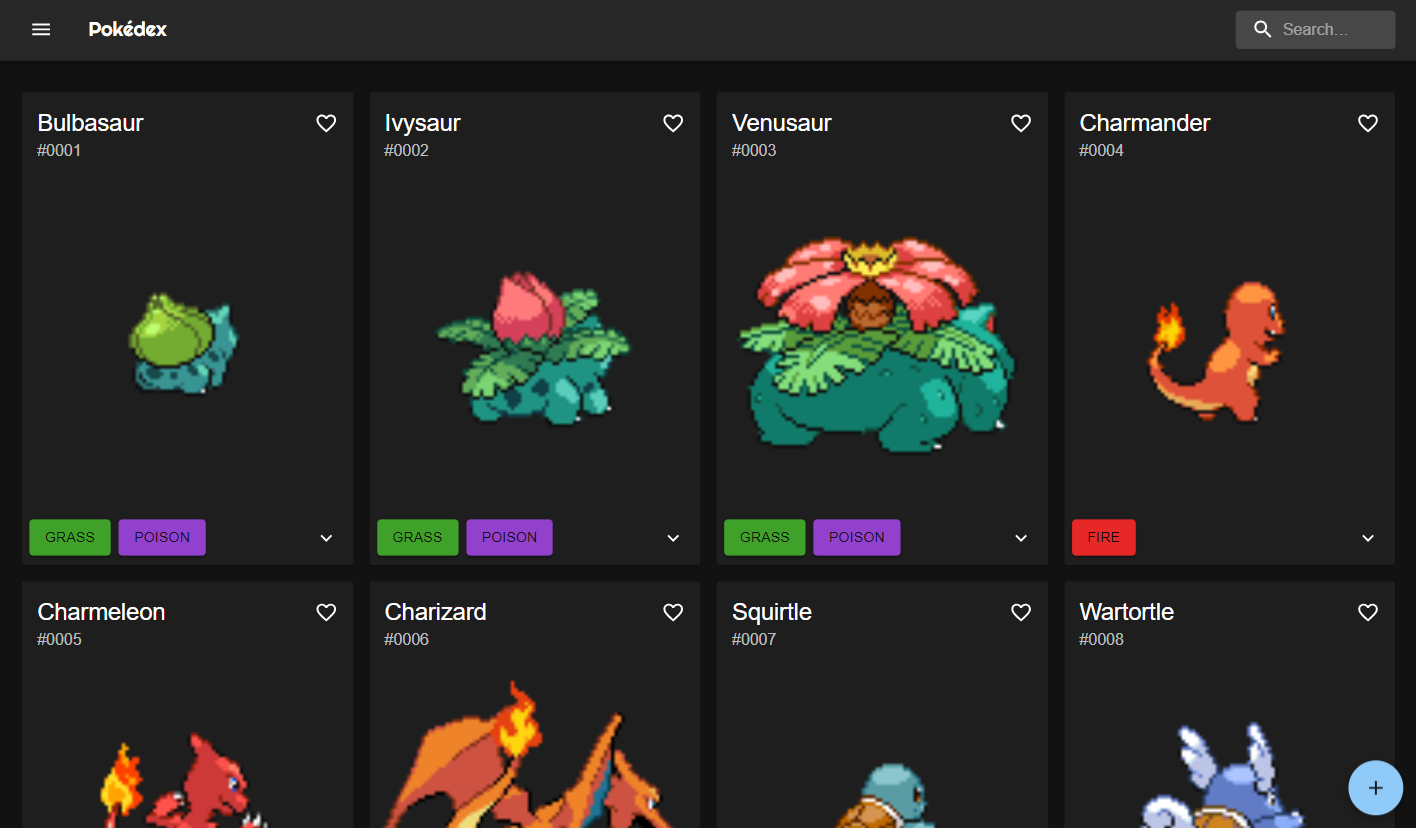 Pokédex
Search...
Bulbasaur
#0001
Ivysaur
#0002
Venusaur
#0003
Charmander
#0004
GRASS POISON
GRASS POISON
GRASS POISON
FIRE
Charmeleon
#0005
Charizard
#0006
Squirtle
#0007
Wartortle
#0008